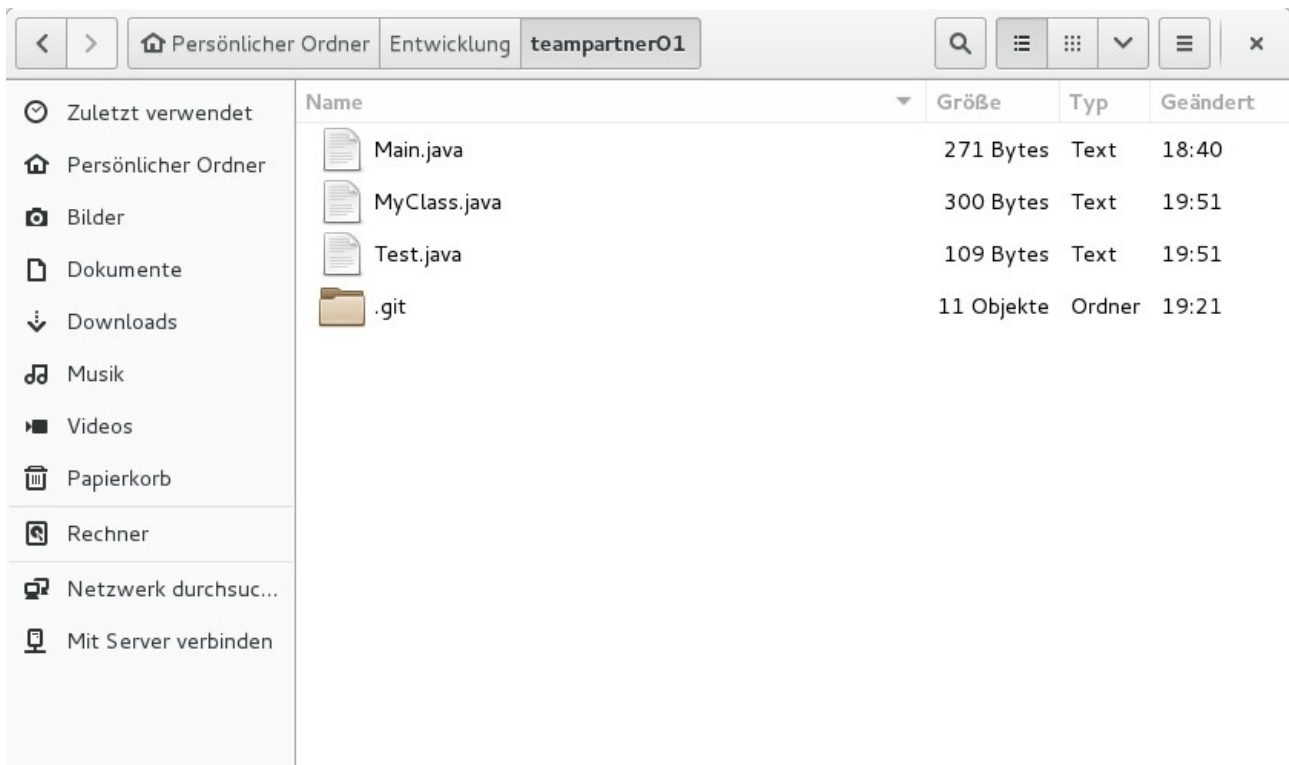 Persönlicher Ordner Entwicklung teampartner01
Zuletzt verwendet
Persönlicher Ordner
Bilder
Dokumente
Downloads
Musik
Videos
Papierkorb
Rechner
Netzwerk durchsuc...
Mit Server verbinden
Name Größe Typ Geändert
Main.java 271 Bytes Text 18:40
MyClass.java 300 Bytes Text 19:51
Test.java 109 Bytes Text 19:51
.git 11 Objekte Ordner 19:21